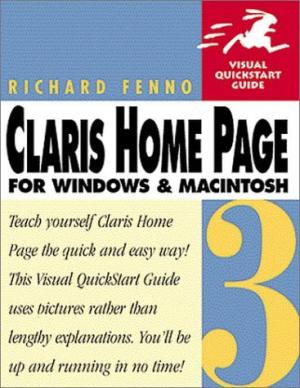 VISUAL
QUICKSTART
GUIDE
RICHARD FENNO
CLARIS HOME PAGE
FOR WINDOWS & MACINTOSH
3
Teach yourself Claris Home
Page the quick and easy way!
This Visual QuickStart Guide
uses pictures rather than
lengthy explanations. You'll be
up and running in no time!